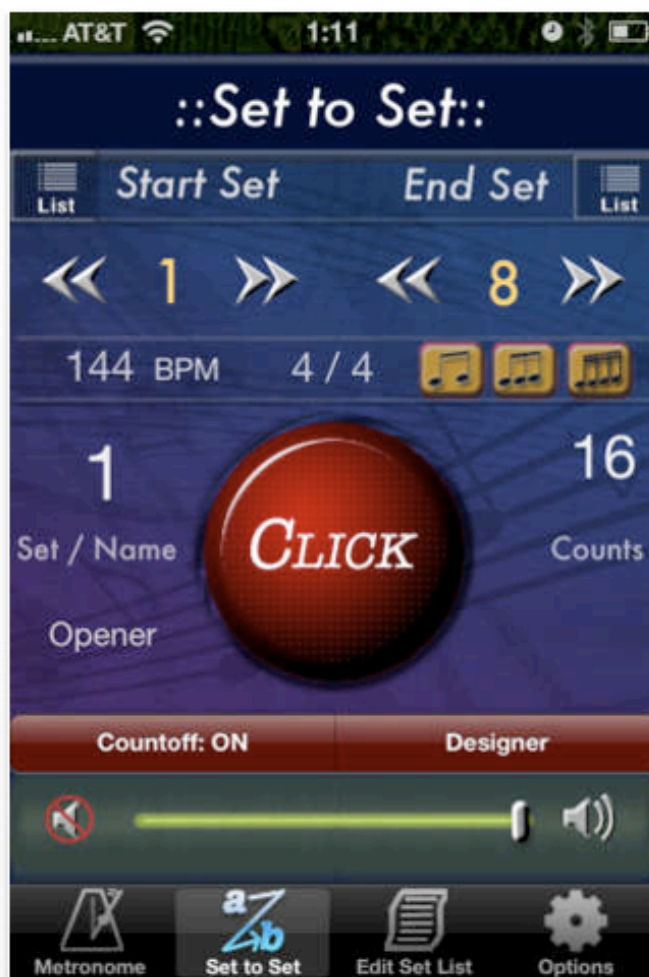 AT&T 1:11
::Set to Set::
List Start Set End Set List
1 8
144 BPM 4 / 4
1 16
CLICK
Set / Name Counts
Opener
Countoff: ON Designer
a b
Metronome Set to Set Edit Set List Options